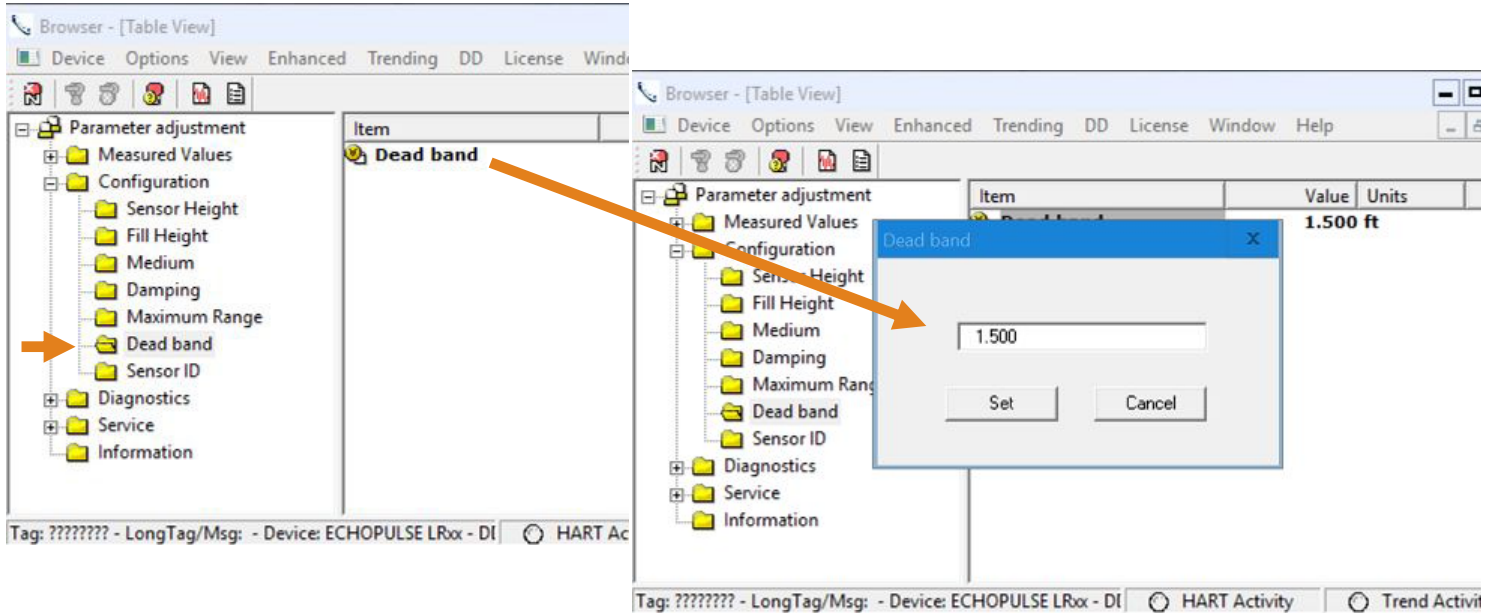 Browser - [Table View]
Device Options View Enhanced Trending DD License Windo
Parameter adjustment
Measured Values
Configuration
Sensor Height
Fill Height
Medium
Damping
Maximum Range
Dead band
Sensor ID
Diagnostics
Service
Information
Item
Dead band
Tag: ???????? - LongTag/Msg: - Device: ECHOPULSE LRxx - DI HART Ac
Browser - [Table View]
Device Options View Enhanced Trending DD License Window Help
Parameter adjustment
Measured Values
Configuration
Sensor Height
Fill Height
Medium
Damping
Maximum Rang
Dead band
Sensor ID
Diagnostics
Service
Information
Item Value Units
Dead band 1.500 ft
Dead band x
1.500
Set Cancel
Tag: ???????? - LongTag/Msg: - Device: ECHOPULSE LRxx - DI HART Activity Trend Activit